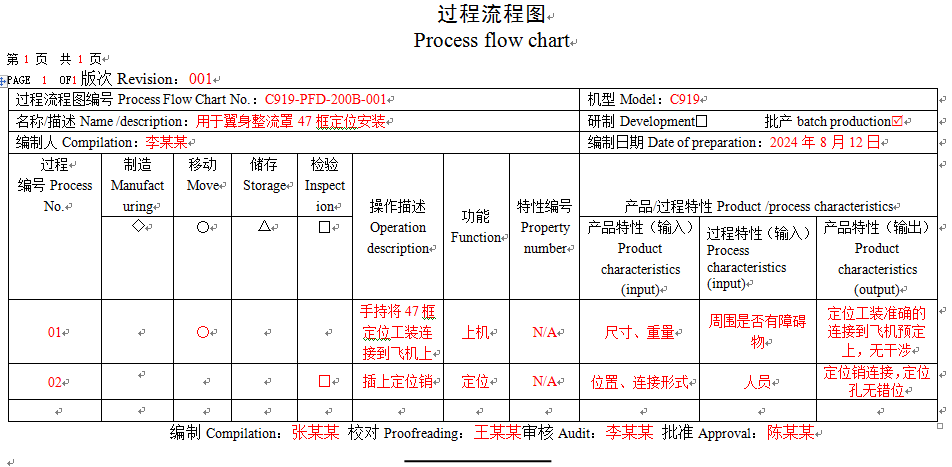 过程流程图
Process flow chart
第 1 页 共 1 页
PAGE 1 OF1 版次 Revision：001
过程流程图编号 Process Flow Chart No.：C919-PFD-200B-001 机型 Model：C919
名称/描述 Name /description：用于翼身整流罩 47 框定位安装 研制 Development□ 批产 batch production☑
编制人 Compilation：李某某 编制日期 Date of preparation：2024 年 8 月 12 日
过程
编号 Process
No.
制造
Manufact
uring
◇
移动
Move
○
储存
Storage
△
检验
Inspect
ion
□
操作描述
Operation
description
功能
Function
特性编号
Property
number
产品/过程特性 Product /process characteristics
产品特性（输入）
Product
characteristics
(input)
过程特性（输入）
Process
characteristics
(input)
产品特性（输出）
Product
characteristics
(output)
01
○
手持将 47 框
定位工装连
接到飞机上
上机
N/A
尺寸、重量
周围是否有障碍
物
定位工装准确的
连接到飞机预定
上，无干涉
02
□
插上定位销
定位
N/A
位置、连接形式
人员
定位销连接，定位
孔无错位
编制 Compilation：张某某 校对 Proofreading：王某某审核 Audit：李某某 批准 Approval：陈某某